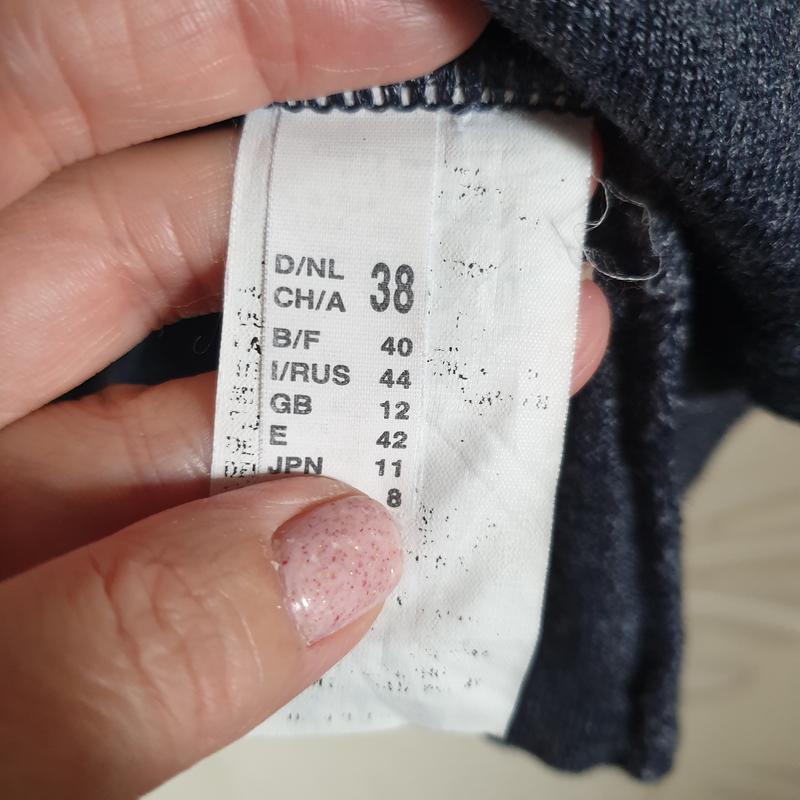 D/NL
CH/A 38
B/F 40
I/RUS 44
GB 12
E 42
JPN 11
8